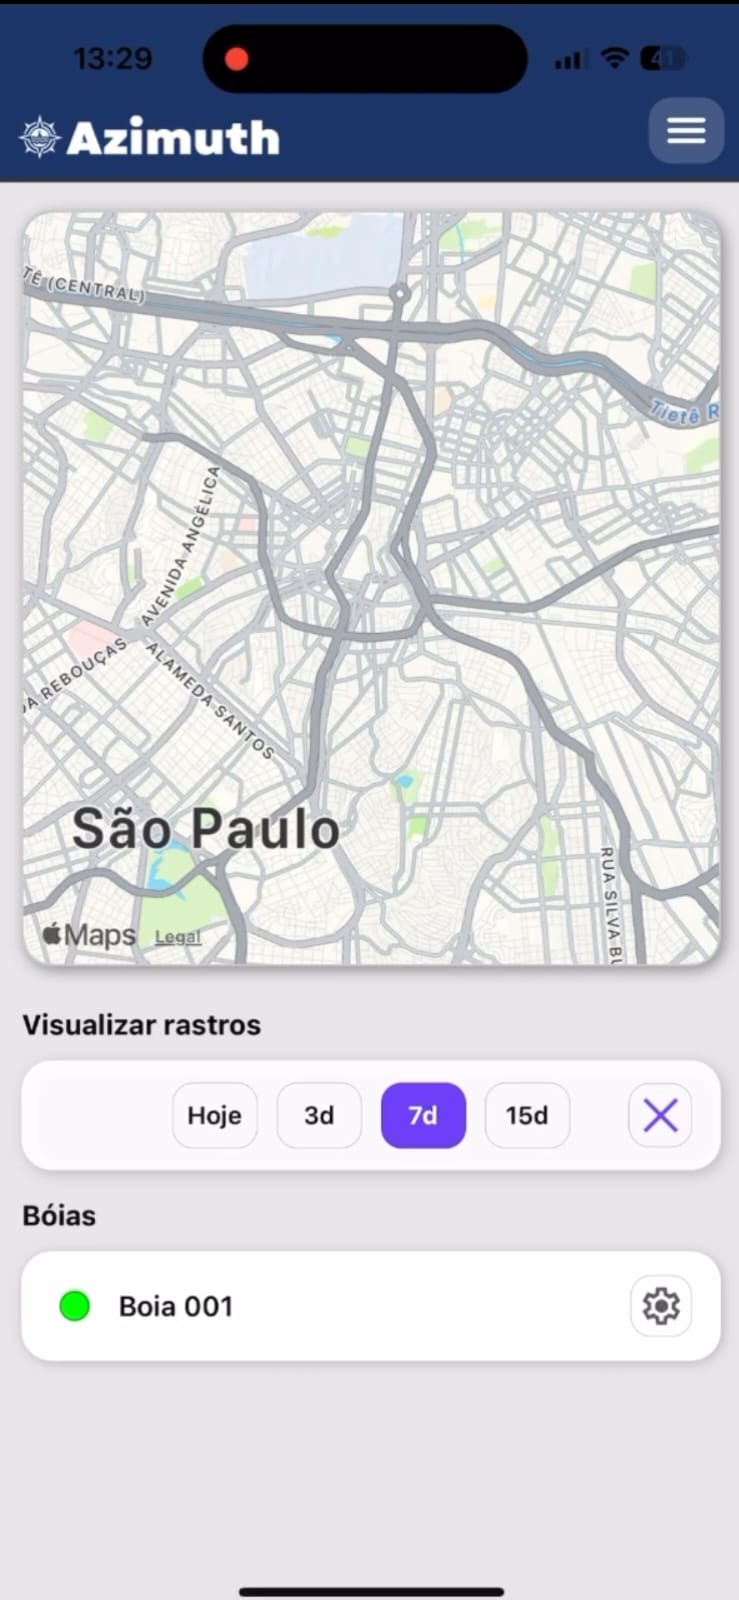 13:29
41
Azimuth
TÊ (CENTRAL)
Tietê R
AVENIDA ANGÉLICA
DA REBOUÇAS
ALAMEDA SANTOS
São Paulo
RUA SILVA BU
Maps Legal
Visualizar rastros
Hoje 3d 7d 15d
Bóias
Boia 001